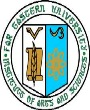 FAR EASTERN UNIVERSITY
INSTITUTE OF ARTS AND SCIENCES